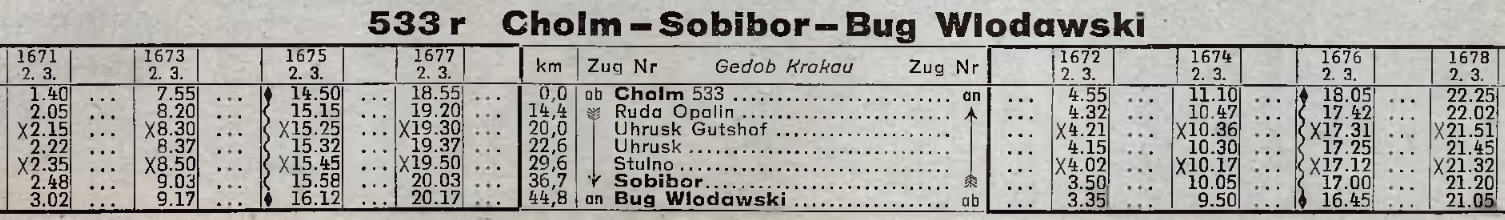 533 r Cholm – Sobibor – Bug Wlodawski
1671 1673 1675 1677 km Zug Nr Gedob Krakau Zug Nr 1672 1674 1676 1678
2. 3. 2. 3. 2. 3. 2. 3. 2. 3. 2. 3. 2. 3. 2. 3.
1.40 ... 7.55 ... 14.50 ... 18.55 ... 0,0 ab Cholm 533 ........ an ... 4.55 ... 11.10 ... 18.05 ... 22.25
2.05 ... 8.20 ... 15.15 ... 19.20 ... 14,4 Ruda Opalin ........ ... 4.32 ... 10.47 ... 17.42 ... 22.02
X2.15 ... X8.30 ... X15.25 ... X19.30 ... 20,0 Uhrusk Gutshof ........ ... X4.21 ... X10.36 ... X17.31 ... X21.51
2.22 ... 8.37 ... 15.32 ... 19.37 ... 22,6 Uhrusk ........ ... 4.15 ... 10.30 ... 17.25 ... 21.45
X2.35 ... X8.50 ... X15.45 ... X19.50 ... 29,6 Stulno ........ ... X4.02 ... X10.17 ... X17.12 ... X21.32
2.48 ... 9.03 ... 15.58 ... 20.03 ... 36,7 Sobibor ........ ... 3.50 ... 10.05 ... 17.00 ... 21.20
3.02 ... 9.17 ... 16.12 ... 20.17 ... 44,8 an Bug Wlodawski ........ ab ... 3.35 ... 9.50 ... 16.45 ... 21.05